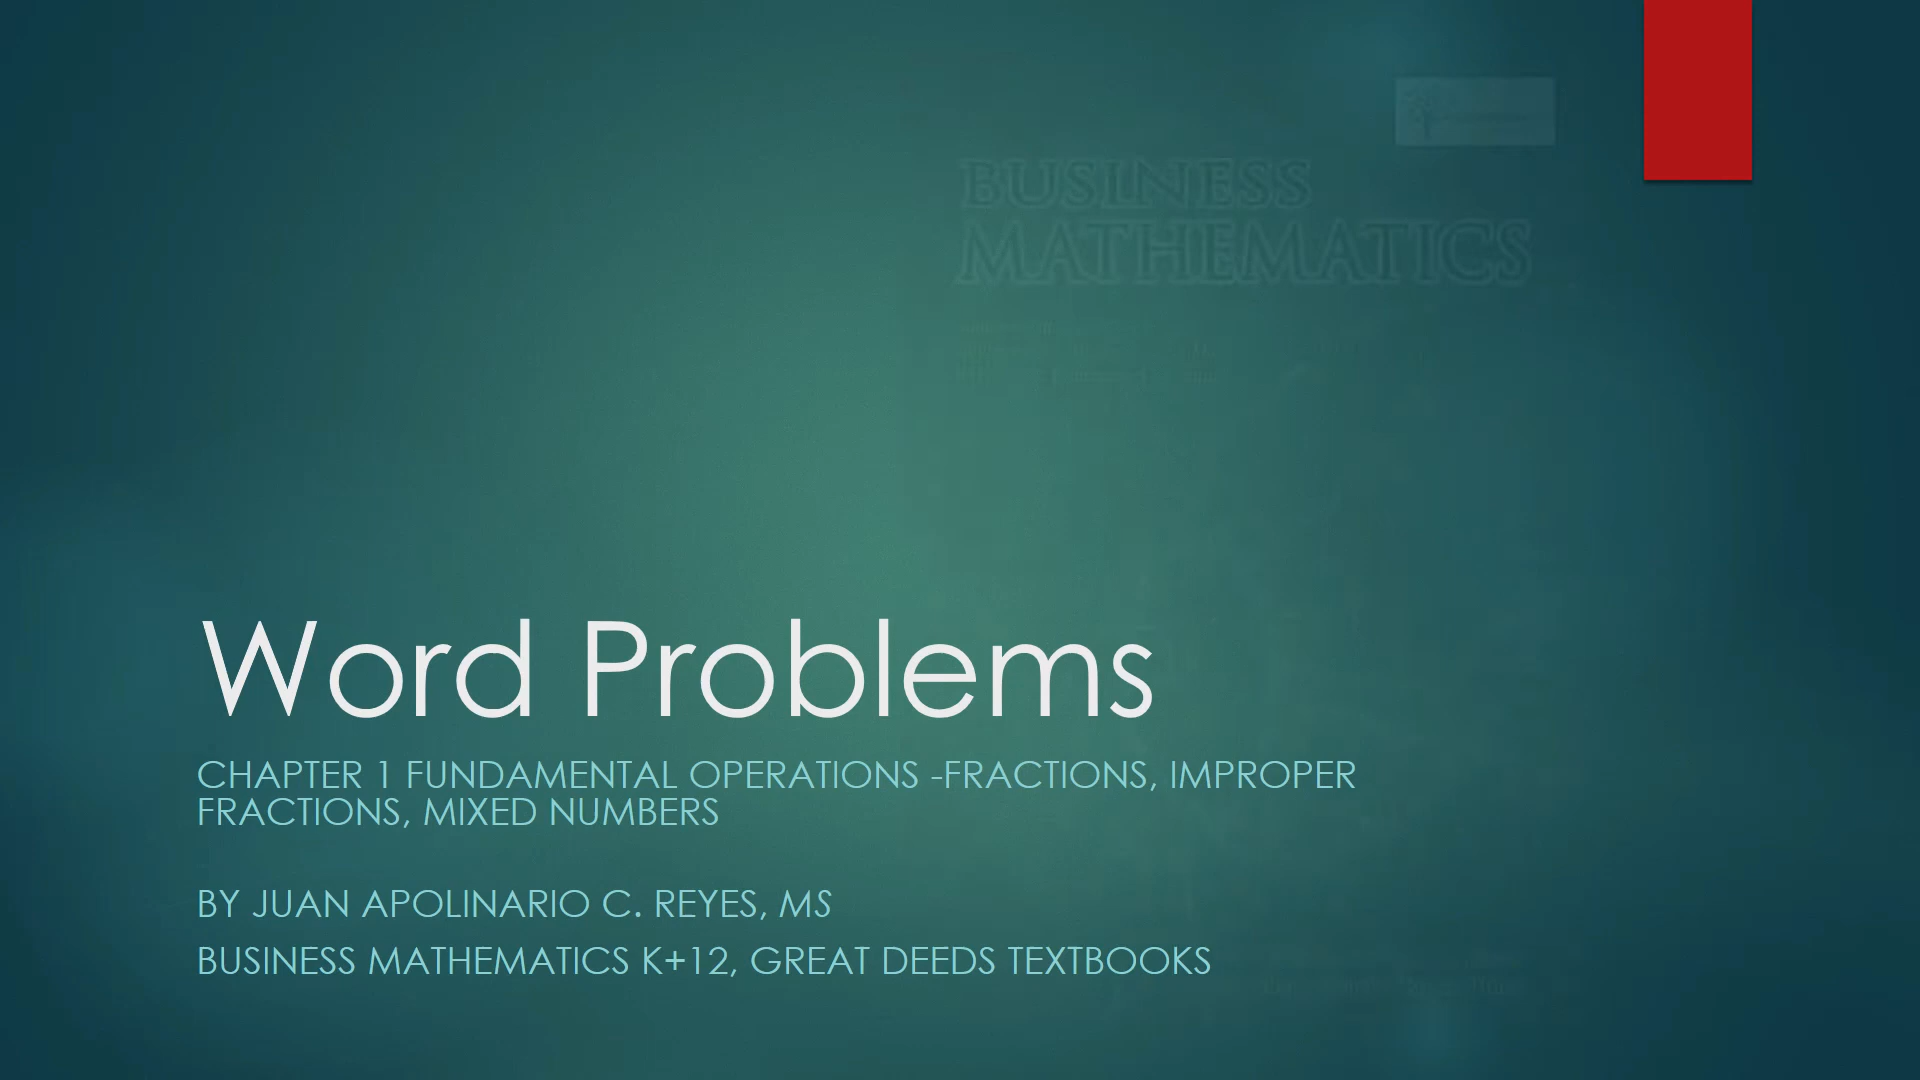 BUSINESS
MATHEMATICS
Word Problems
CHAPTER 1 FUNDAMENTAL OPERATIONS -FRACTIONS, IMPROPER
FRACTIONS, MIXED NUMBERS
BY JUAN APOLINARIO C. REYES, MS
BUSINESS MATHEMATICS K+12, GREAT DEEDS TEXTBOOKS